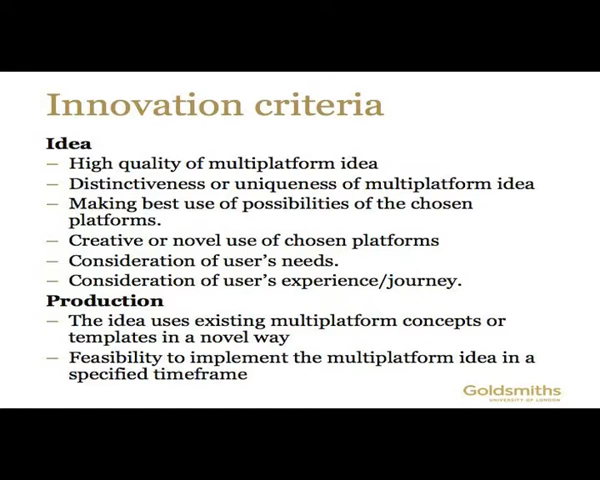 Innovation criteria
Idea
– High quality of multiplatform idea
– Distinctiveness or uniqueness of multiplatform idea
– Making best use of possibilities of the chosen
platforms.
– Creative or novel use of chosen platforms
– Consideration of user's needs.
– Consideration of user's experience/journey.
Production
– The idea uses existing multiplatform concepts or
templates in a novel way
– Feasibility to implement the multiplatform idea in a
specified timeframe
Goldsmiths
UNIVERSITY OF LONDON